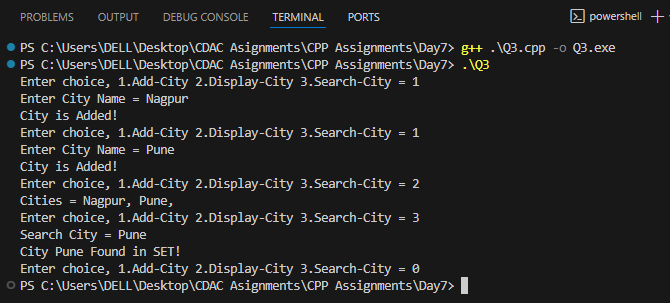 PROBLEMS OUTPUT DEBUG CONSOLE TERMINAL PORTS powershell
PS C:\Users\DELL\Desktop\CDAC Asignments\CPP Assignments\Day7> g++ .\Q3.cpp -o Q3.exe
PS C:\Users\DELL\Desktop\CDAC Asignments\CPP Assignments\Day7> .\Q3
Enter choice, 1.Add-City 2.Display-City 3.Search-City = 1
Enter City Name = Nagpur
City is Added!
Enter choice, 1.Add-City 2.Display-City 3.Search-City = 1
Enter City Name = Pune
City is Added!
Enter choice, 1.Add-City 2.Display-City 3.Search-City = 2
Cities = Nagpur, Pune,
Enter choice, 1.Add-City 2.Display-City 3.Search-City = 3
Search City = Pune
City Pune Found in SET!
Enter choice, 1.Add-City 2.Display-City 3.Search-City = 0
PS C:\Users\DELL\Desktop\CDAC Asignments\CPP Assignments\Day7>